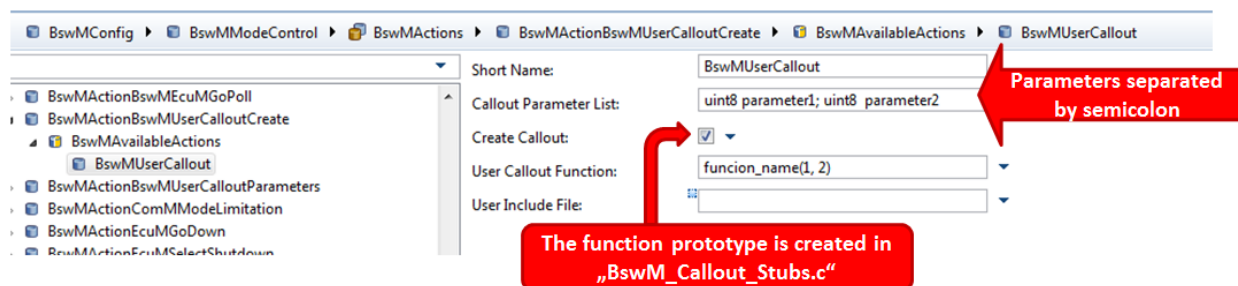 BswMConfig ▶ BswMModeControl ▶ BswMActions ▶ BswMActionBswMUserCalloutCreate ▶ BswMAvailableActions ▶ BswMUserCallout
BswMActionBswMEcuMGoPoll
BswMActionBswMUserCalloutCreate
BswMAvailableActions
BswMUserCallout
BswMActionBswMUserCalloutParameters
BswMActionComMModeLimitation
BswMActionEcuMGoDown
BswMActionEcuMSelectShutdown
Short Name: BswMUserCallout
Callout Parameter List: uint8 parameter1; uint8 parameter2
Create Callout:
User Callout Function: funcion_name(1, 2)
User Include File:
Parameters separated
by semicolon
The function prototype is created in
„BswM_Callout_Stubs.c“